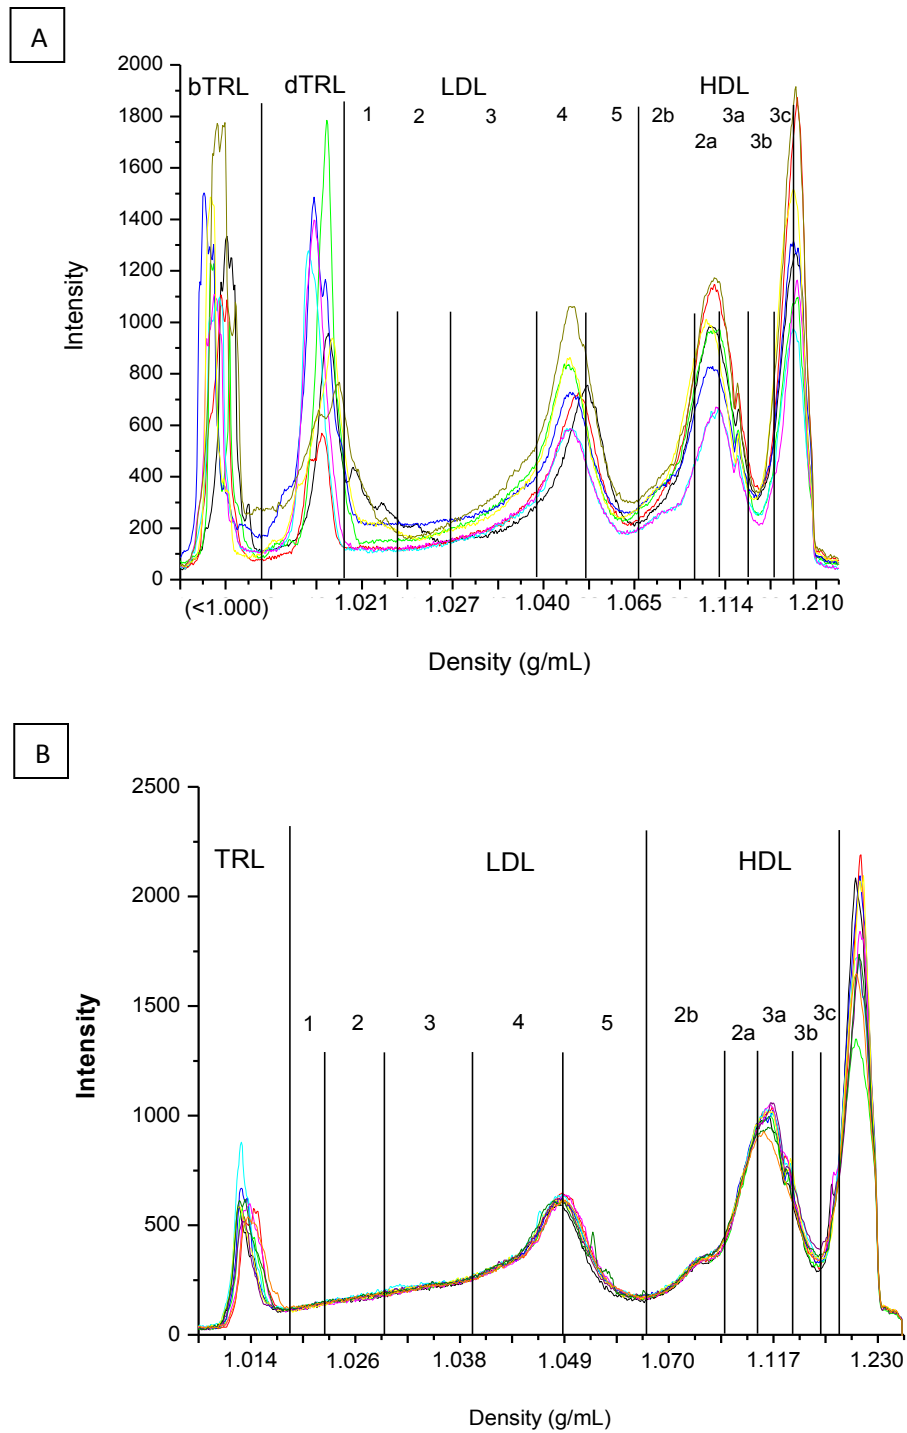 A
2000
bTRL dTRL LDL HDL
1 2 3 4 5 2b 2a 3a 3b 3c
1800
1600
1400
1200
1000
800
600
400
200
0
Intensity
(<1.000) 1.021 1.027 1.040 1.065 1.114 1.210
Density (g/mL)
B
2500
TRL LDL HDL
2000
1500
1 2 3 4 5 2b 2a 3a 3b 3c
1000
500
0
Intensity
1.014 1.026 1.038 1.049 1.070 1.117 1.230
Density (g/mL)